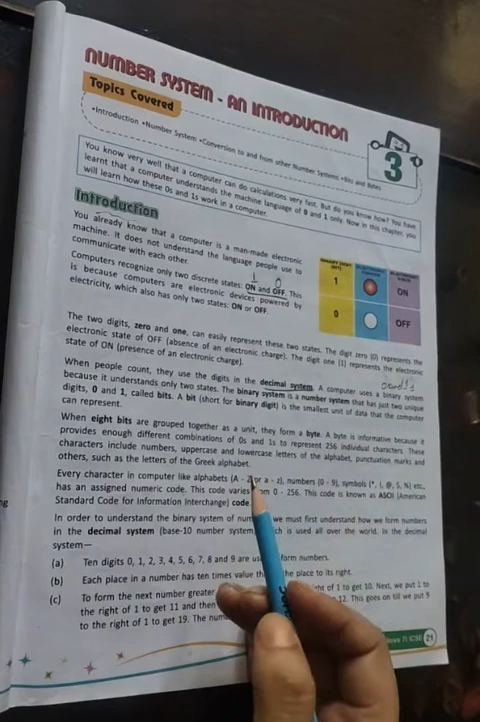 NUMBER SYSTEM - AN INTRODUCTION
Topics Covered
•Introduction •Number System •Conversion to and from other Number Systems •Bits and Bytes
3
You know very well that a computer can do calculations very fast. But do you know how? You have
learnt that a computer understands the machine language of 0 and 1 only. Now in this chapter, you
will learn how these 0s and 1s work in a computer.
Introduction
You already know that a computer is a man-made electronic
machine. It does not understand the language people use to
communicate with each other.
1 0
Computers recognize only two discrete states: ON and OFF. This
is because computers are electronic devices powered by
electricity, which also has only two states: ON or OFF.
BINARY DIGIT (BIT)
1 ON
0 OFF
The two digits, zero and one, can easily represent these two states. The digit zero (0) represents the
electronic state of OFF (absence of an electronic charge). The digit one (1) represents the electronic
state of ON (presence of an electronic charge).
When people count, they use the digits in the decimal system. A computer uses a binary system
because it understands only two states. The binary system is a number system that has just two unique
digits, 0 and 1, called bits. A bit (short for binary digit) is the smallest unit of data that the computer
can represent.
When eight bits are grouped together as a unit, they form a byte. A byte is informative because it
provides enough different combinations of 0s and 1s to represent 256 individual characters. These
characters include numbers, uppercase and lowercase letters of the alphabet, punctuation marks and
others, such as the letters of the Greek alphabet.
Every character in computer like alphabets (A - Z or a - z), numbers (0 - 9), symbols (*, !, @, $, %) etc.,
has an assigned numeric code. This code varies from 0 - 256. This code is known as ASCII (American
Standard Code for Information Interchange) code.
In order to understand the binary system of we must first understand how we form numbers
in the decimal system (base-10 number system) which is used all over the world. In the decimal
system—
(a) Ten digits 0, 1, 2, 3, 4, 5, 6, 7, 8 and 9 are form numbers.
(b) Each place in a number has ten times value the place to its right.
(c) To form the next number greater right of 1 to get 10. Next, we put 1 to
the right of 1 to get 11 and then 12. This goes on till we put 9
to the right of 1 to get 19. The
ICSE 21